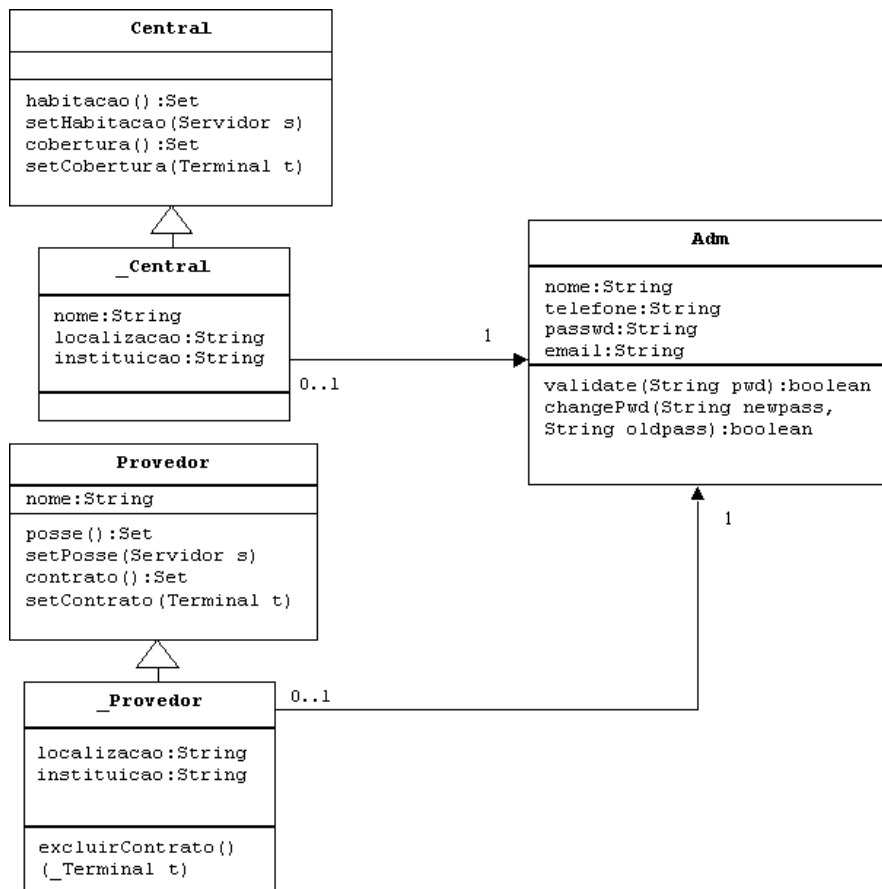 Central
habitacao():Set
setHabitacao(Servidor s)
cobertura():Set
setCobertura(Terminal t)
_Central
nome:String
localizacao:String
instituicao:String
0..1
1
Adm
nome:String
telefone:String
passwd:String
email:String
validate(String pwd):boolean
changePwd(String newpass,
String oldpass):boolean
1
Provedor
nome:String
posse():Set
setPosse(Servidor s)
contrato():Set
setContrato(Terminal t)
_Provedor
0..1
localizacao:String
instituicao:String
excluirContrato()
(_Terminal t)